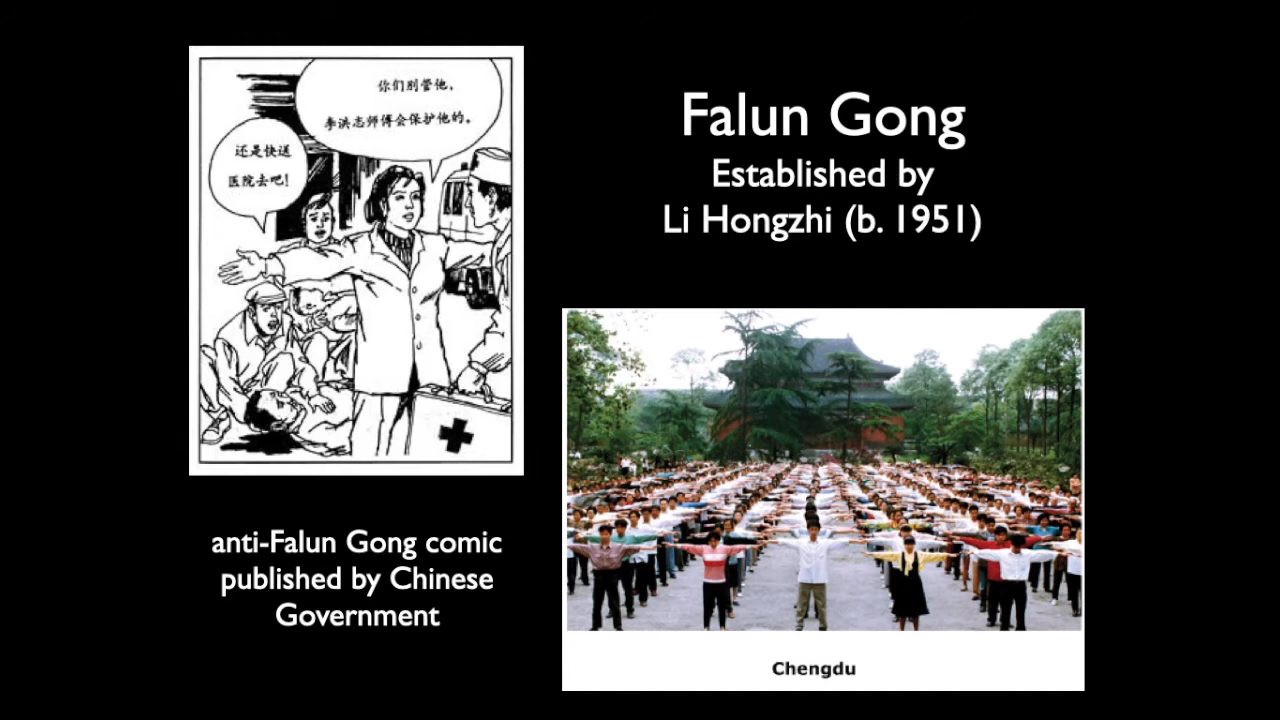 你们别管他，
李洪志师傅会保护他的。
还是快送
医院去吧！
Falun Gong
Established by
Li Hongzhi (b. 1951)
anti-Falun Gong comic
published by Chinese
Government
Chengdu